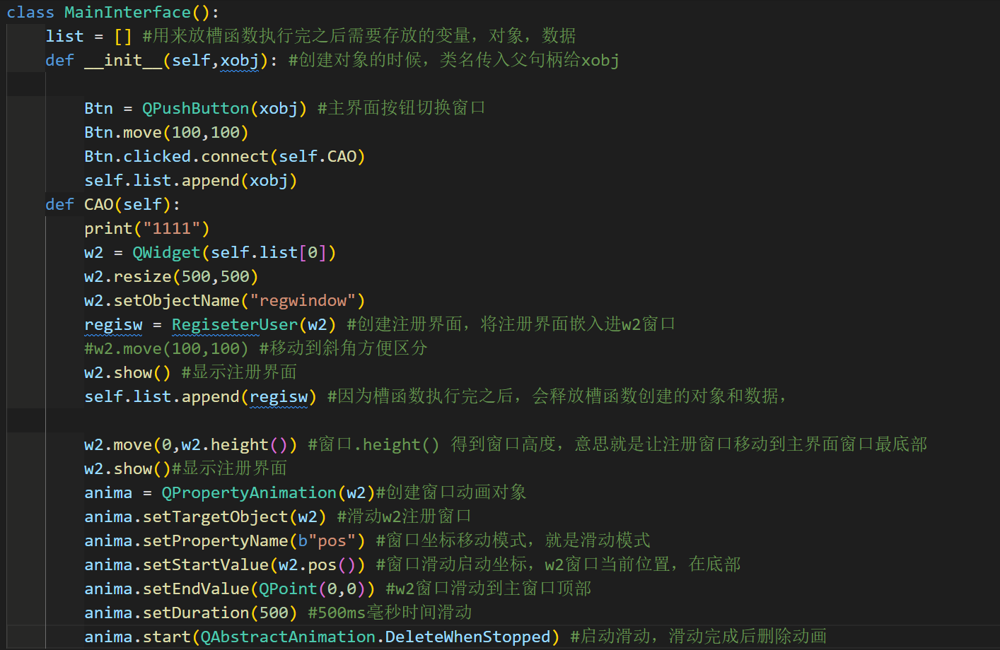 class MainInterface():
    list = [] #用来放槽函数执行完之后需要存放的变量，对象，数据
    def __init__(self,xobj): #创建对象的时候，类名传入父句柄给xobj
        Btn = QPushButton(xobj) #主界面按钮切换窗口
        Btn.move(100,100)
        Btn.clicked.connect(self.CAO)
        self.list.append(xobj)
    def CAO(self):
        print("1111")
        w2 = QWidget(self.list[0])
        w2.resize(500,500)
        w2.setObjectName("regwindow")
        regisw = RegiseterUser(w2) #创建注册界面，将注册界面嵌入进w2窗口
        #w2.move(100,100) #移动到斜角方便区分
        w2.show() #显示注册界面
        self.list.append(regisw) #因为槽函数执行完之后，会释放槽函数创建的对象和数据，
        w2.move(0,w2.height()) #窗口.height() 得到窗口高度，意思就是让注册窗口移动到主界面窗口最底部
        w2.show()#显示注册界面
        anima = QPropertyAnimation(w2)#创建窗口动画对象
        anima.setTargetObject(w2) #滑动w2注册窗口
        anima.setPropertyName(b"pos") #窗口坐标移动模式，就是滑动模式
        anima.setStartValue(w2.pos()) #窗口滑动启动坐标，w2窗口当前位置，在底部
        anima.setEndValue(QPoint(0,0)) #w2窗口滑动到主窗口顶部
        anima.setDuration(500) #500ms毫秒时间滑动
        anima.start(QAbstractAnimation.DeleteWhenStopped) #启动滑动，滑动完成后删除动画